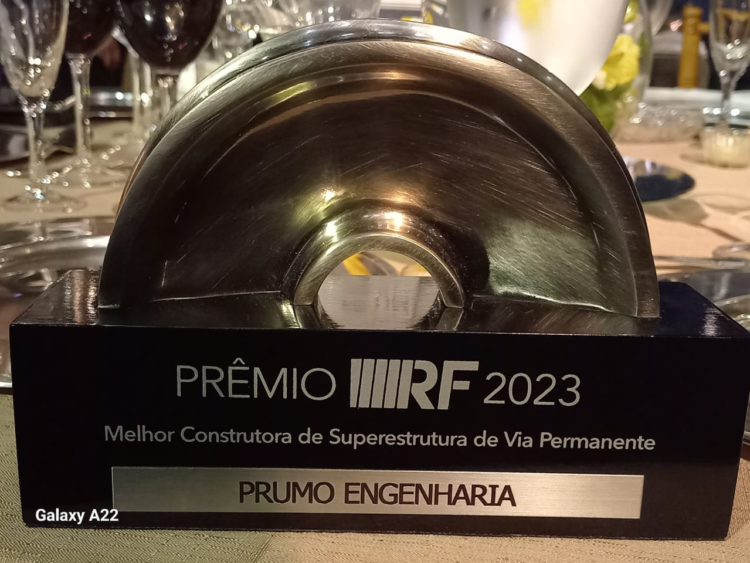 PRÊMIO RF 2023
Melhor Construtora de Superestrutura de Via Permanente
PRUMO ENGENHARIA
Galaxy A22